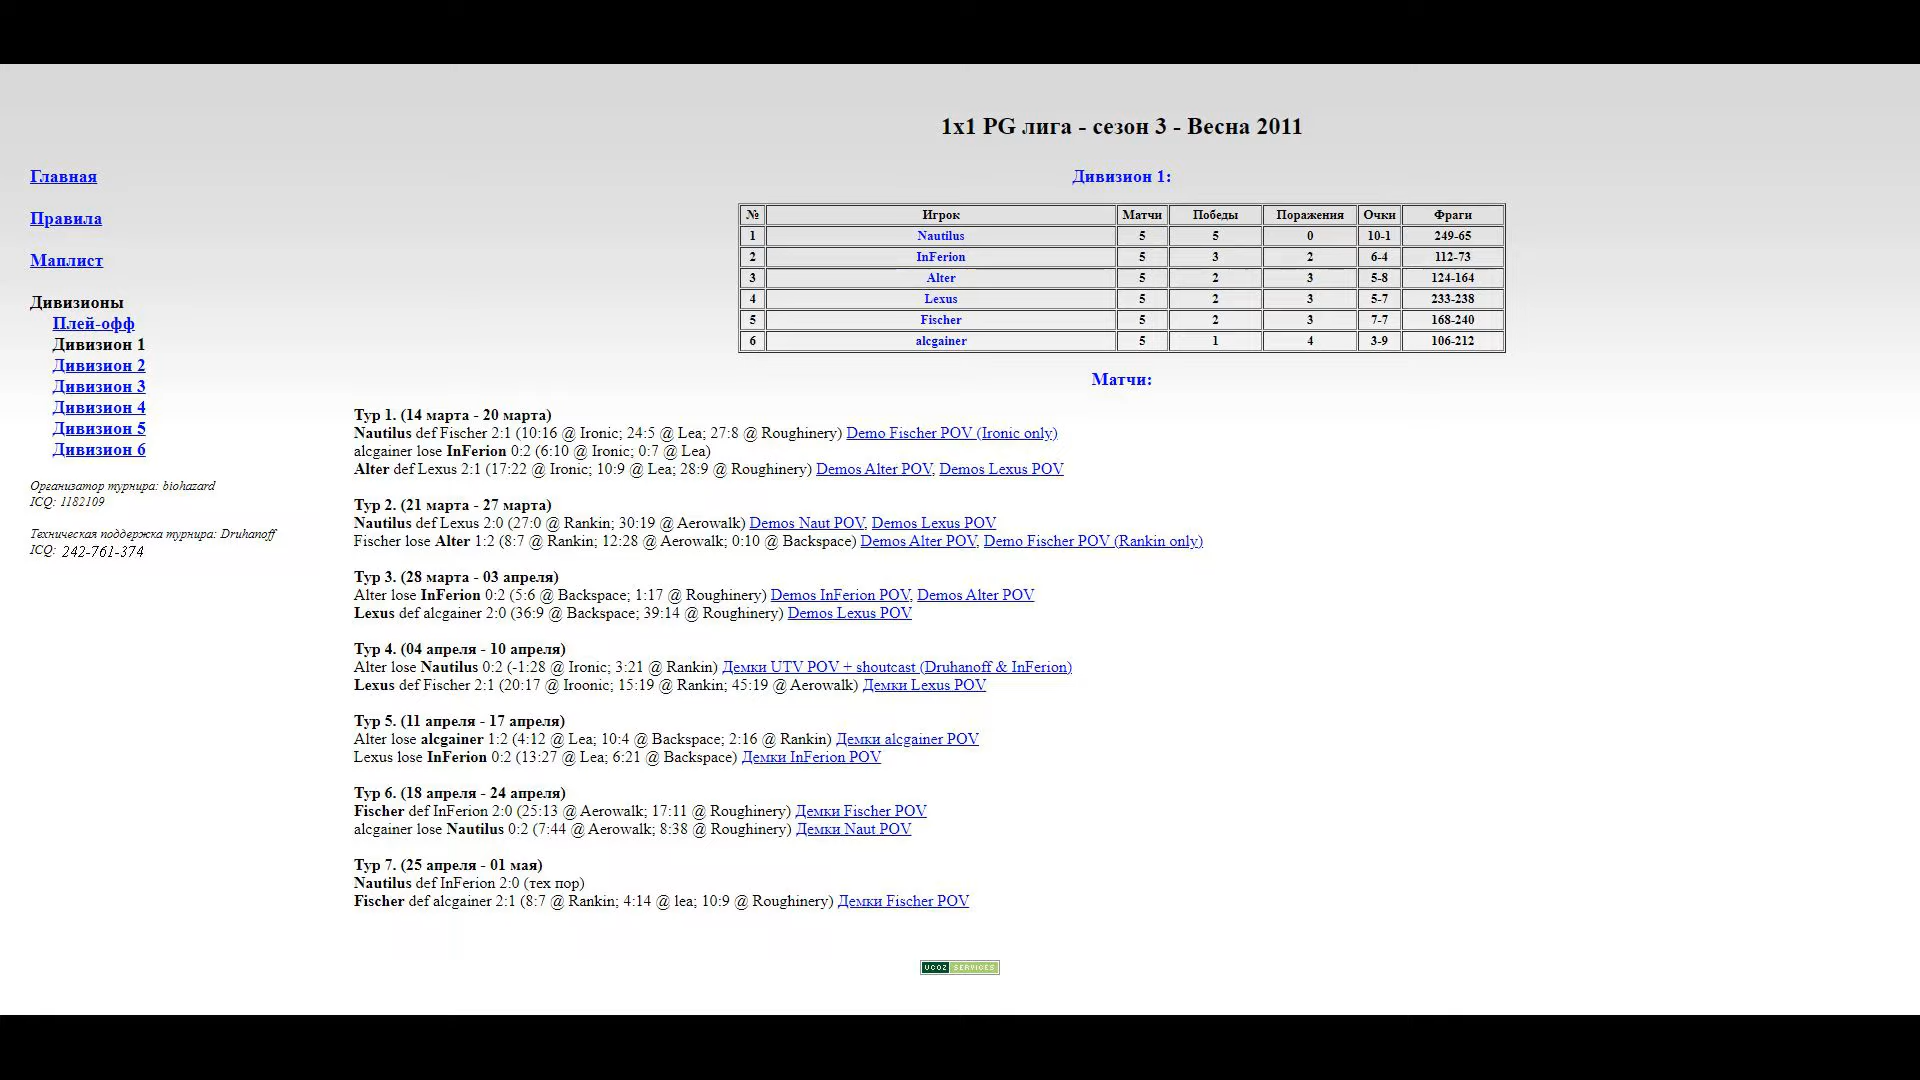 1x1 PG лига - сезон 3 - Весна 2011
Главная
Правила
Маплист
Дивизионы
Плей-офф
Дивизион 1
Дивизион 2
Дивизион 3
Дивизион 4
Дивизион 5
Дивизион 6
Организатор турнира: biohazard
ICQ: 1182109
Техническая поддержка турнира: Druhanoff
ICQ: 242-761-374
Дивизион 1:
№ Игрок Матчи Победы Поражения Очки Фраги
1 Nautilus 5 5 0 10-1 249-65
2 InFerion 5 3 2 6-4 112-73
3 Alter 5 2 3 5-8 124-164
4 Lexus 5 2 3 5-7 233-238
5 Fischer 5 2 3 7-7 168-240
6 alcgainer 5 1 4 3-9 106-212
Матчи:
Тур 1. (14 марта - 20 марта)
Nautilus def Fischer 2:1 (10:16 @ Ironic; 24:5 @ Lea; 27:8 @ Roughinery) Demo Fischer POV (Ironic only)
alcgainer lose InFerion 0:2 (6:10 @ Ironic; 0:7 @ Lea)
Alter def Lexus 2:1 (17:22 @ Ironic; 10:9 @ Lea; 28:9 @ Roughinery) Demos Alter POV, Demos Lexus POV
Тур 2. (21 марта - 27 марта)
Nautilus def Lexus 2:0 (27:0 @ Rankin; 30:19 @ Aerowalk) Demos Naut POV, Demos Lexus POV
Fischer lose Alter 1:2 (8:7 @ Rankin; 12:28 @ Aerowalk; 0:10 @ Backspace) Demos Alter POV, Demo Fischer POV (Rankin only)
Тур 3. (28 марта - 03 апреля)
Alter lose InFerion 0:2 (5:6 @ Backspace; 1:17 @ Roughinery) Demos InFerion POV, Demos Alter POV
Lexus def alcgainer 2:0 (36:9 @ Backspace; 39:14 @ Roughinery) Demos Lexus POV
Тур 4. (04 апреля - 10 апреля)
Alter lose Nautilus 0:2 (-1:28 @ Ironic; 3:21 @ Rankin) Демки UTV POV + shoutcast (Druhanoff & InFerion)
Lexus def Fischer 2:1 (20:17 @ Iroonic; 15:19 @ Rankin; 45:19 @ Aerowalk) Демки Lexus POV
Тур 5. (11 апреля - 17 апреля)
Alter lose alcgainer 1:2 (4:12 @ Lea; 10:4 @ Backspace; 2:16 @ Rankin) Демки alcgainer POV
Lexus lose InFerion 0:2 (13:27 @ Lea; 6:21 @ Backspace) Демки InFerion POV
Тур 6. (18 апреля - 24 апреля)
Fischer def InFerion 2:0 (25:13 @ Aerowalk; 17:11 @ Roughinery) Демки Fischer POV
alcgainer lose Nautilus 0:2 (7:44 @ Aerowalk; 8:38 @ Roughinery) Демки Naut POV
Тур 7. (25 апреля - 01 мая)
Nautilus def InFerion 2:0 (тех пор)
Fischer def alcgainer 2:1 (8:7 @ Rankin; 4:14 @ lea; 10:9 @ Roughinery) Демки Fischer POV
UCOZ SERVICES